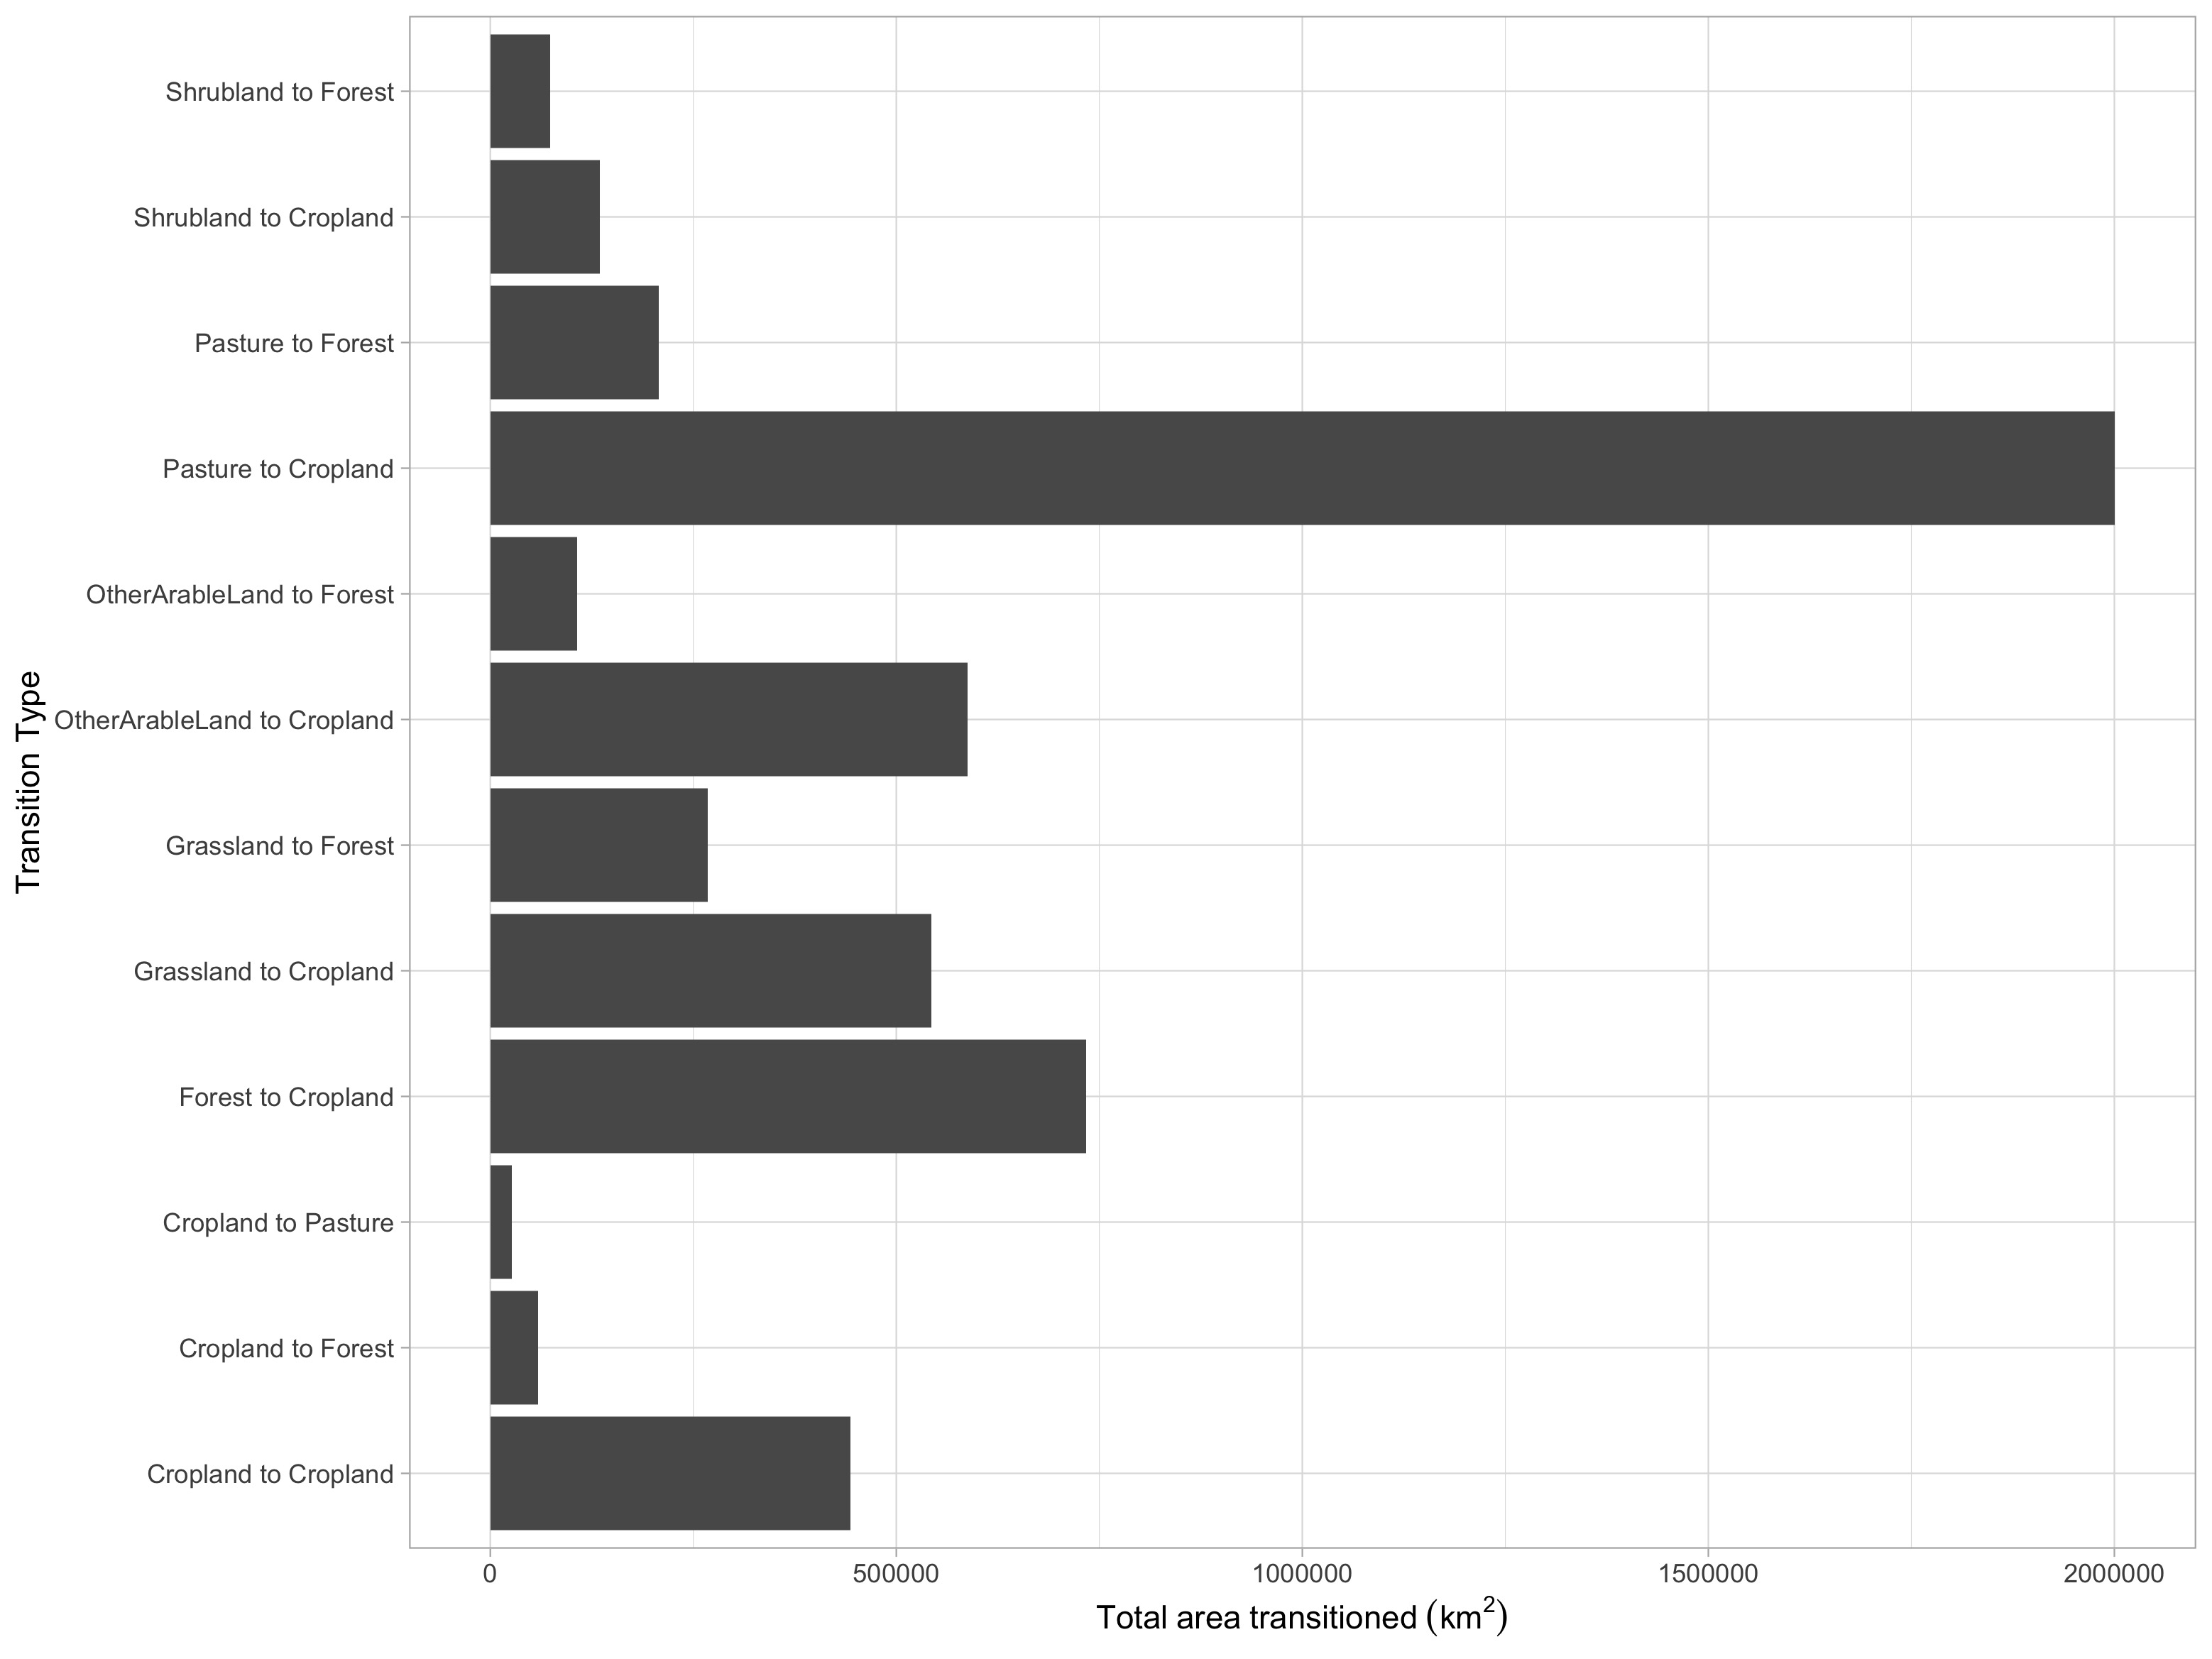 Shrubland to Forest
Shrubland to Cropland
Pasture to Forest
Pasture to Cropland
OtherArableLand to Forest
OtherArableLand to Cropland
Grassland to Forest
Grassland to Cropland
Forest to Cropland
Cropland to Pasture
Cropland to Forest
Cropland to Cropland
Transition Type
0 500000 1000000 1500000 2000000
Total area transitioned (km²)